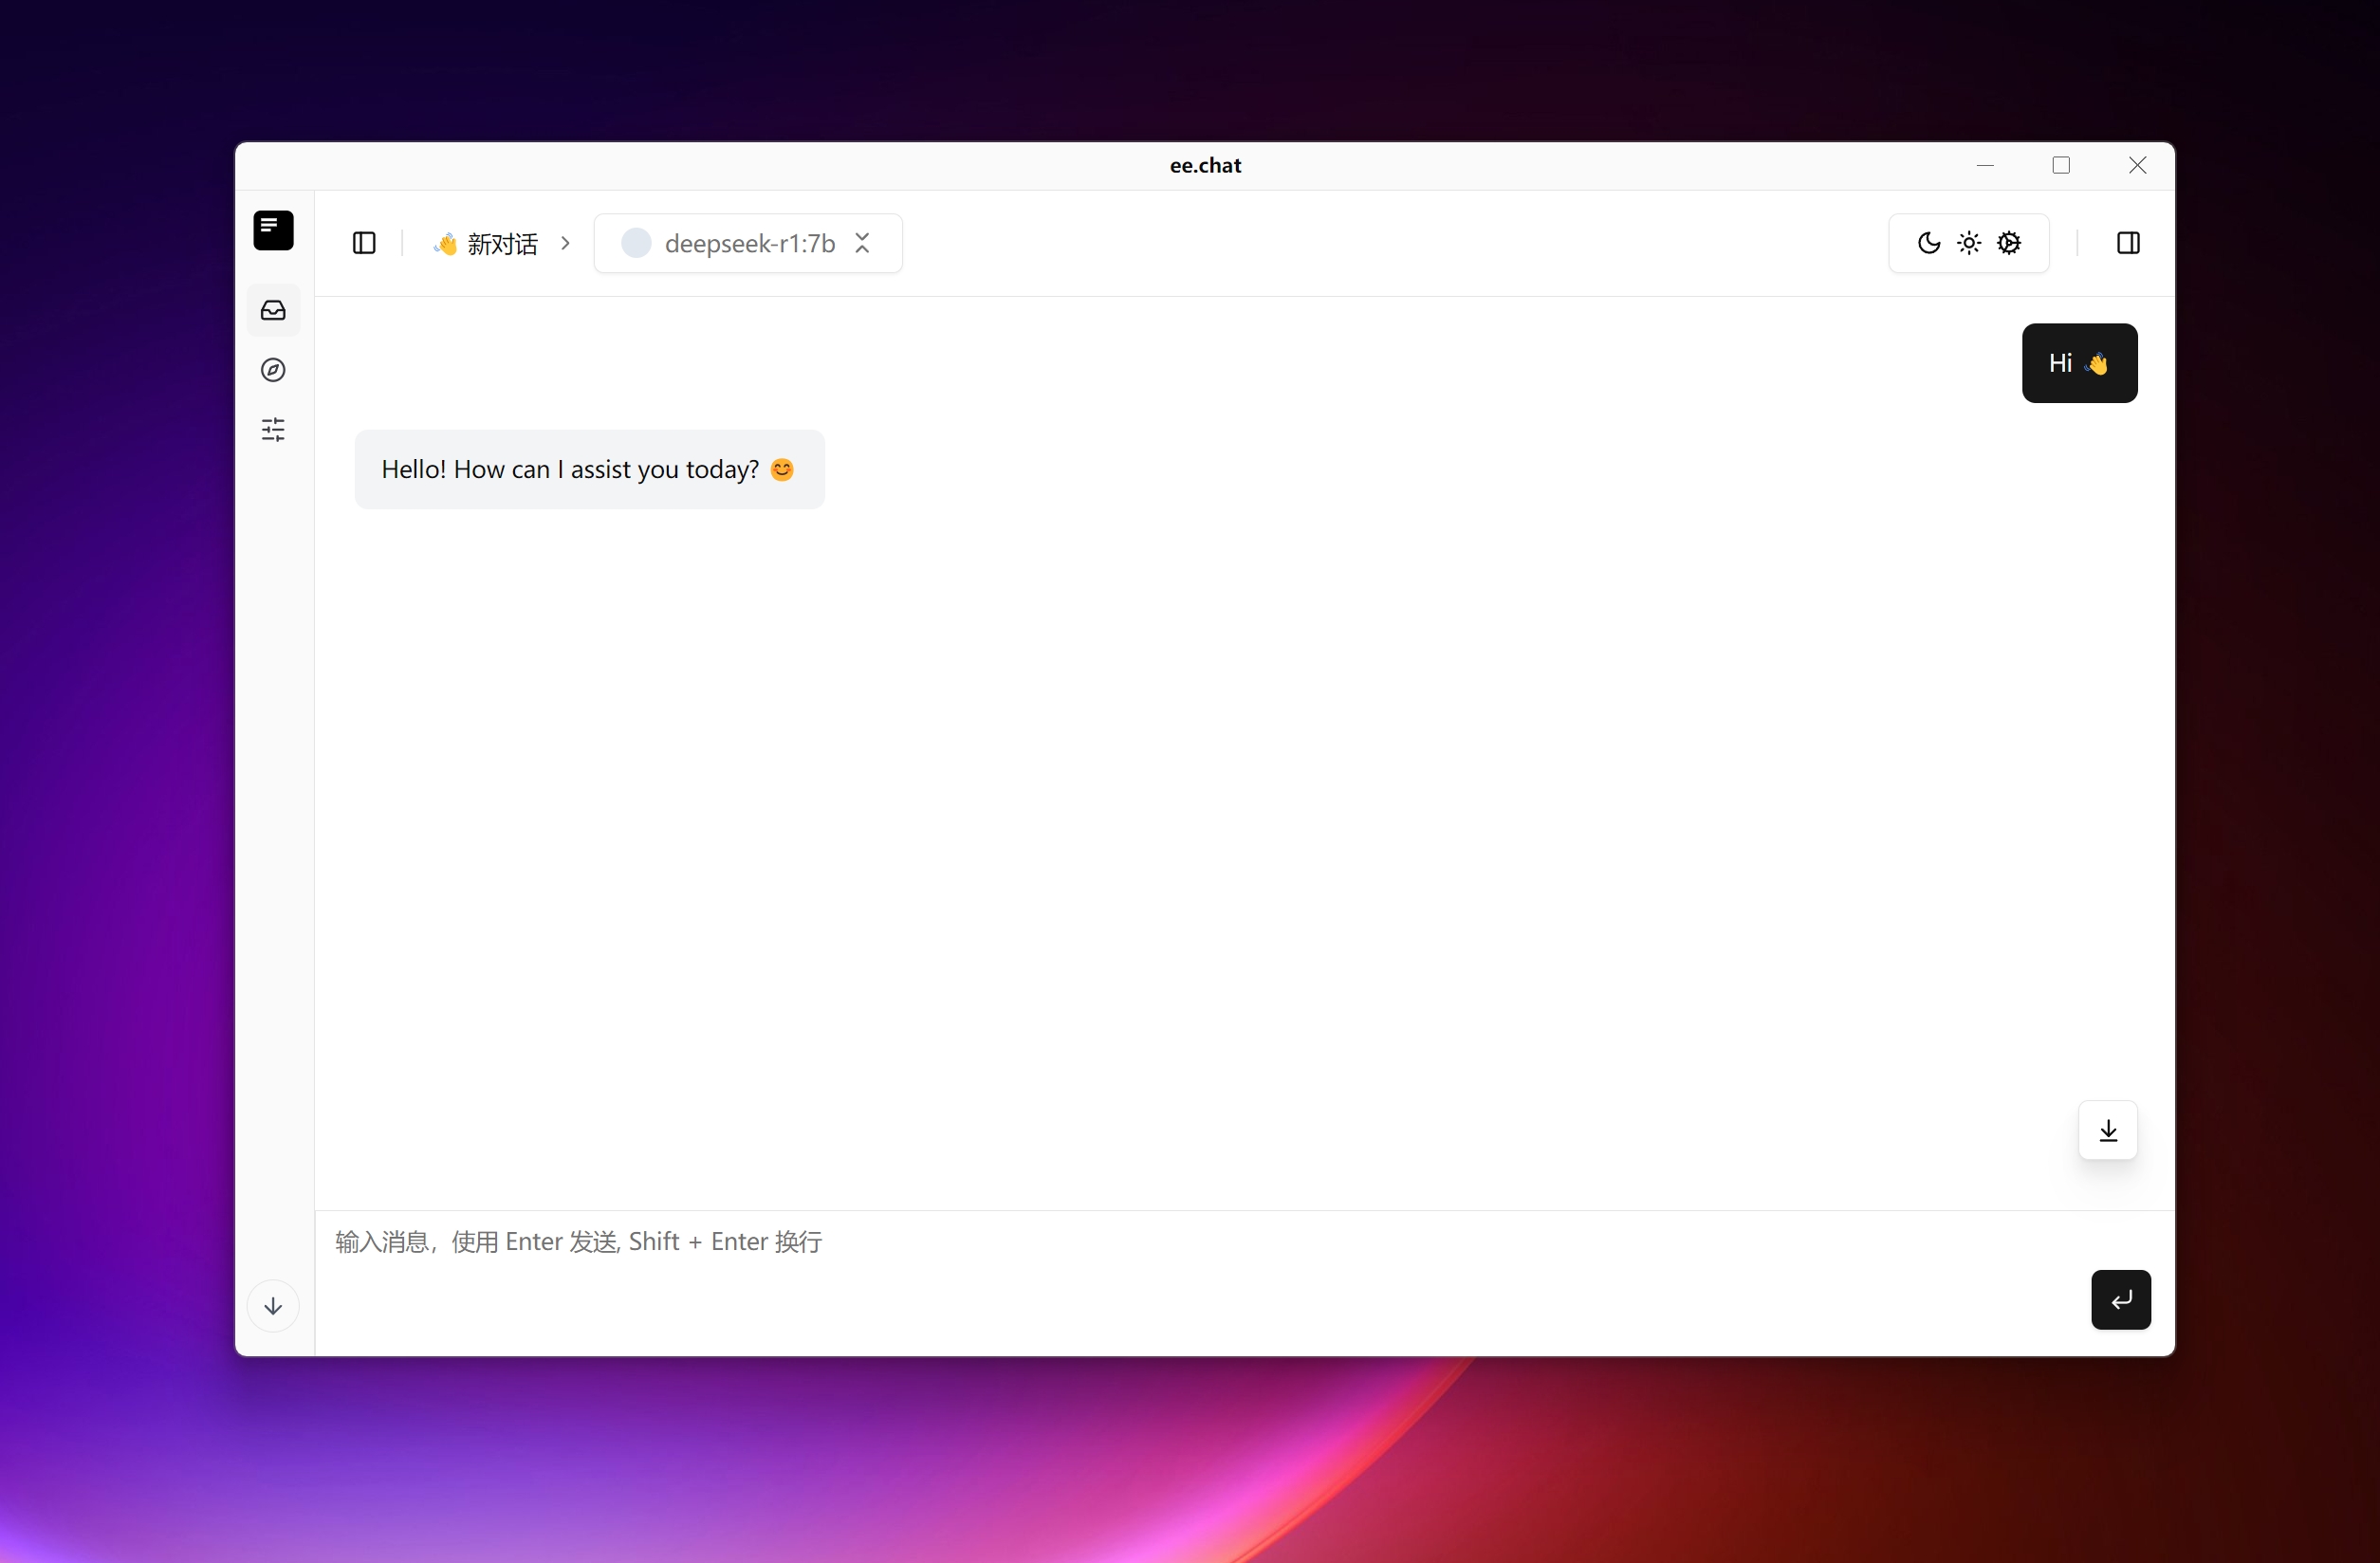 ee.chat
👋 新对话
deepseek-r1:7b
Hi 👋
Hello! How can I assist you today? 😊
输入消息，使用 Enter 发送, Shift + Enter 换行